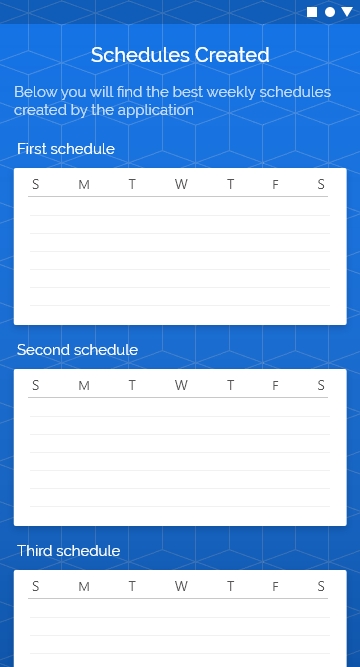 Schedules Created
Below you will find the best weekly schedules
created by the application
First schedule
S M T W T F S
Second schedule
S M T W T F S
Third schedule
S M T W T F S